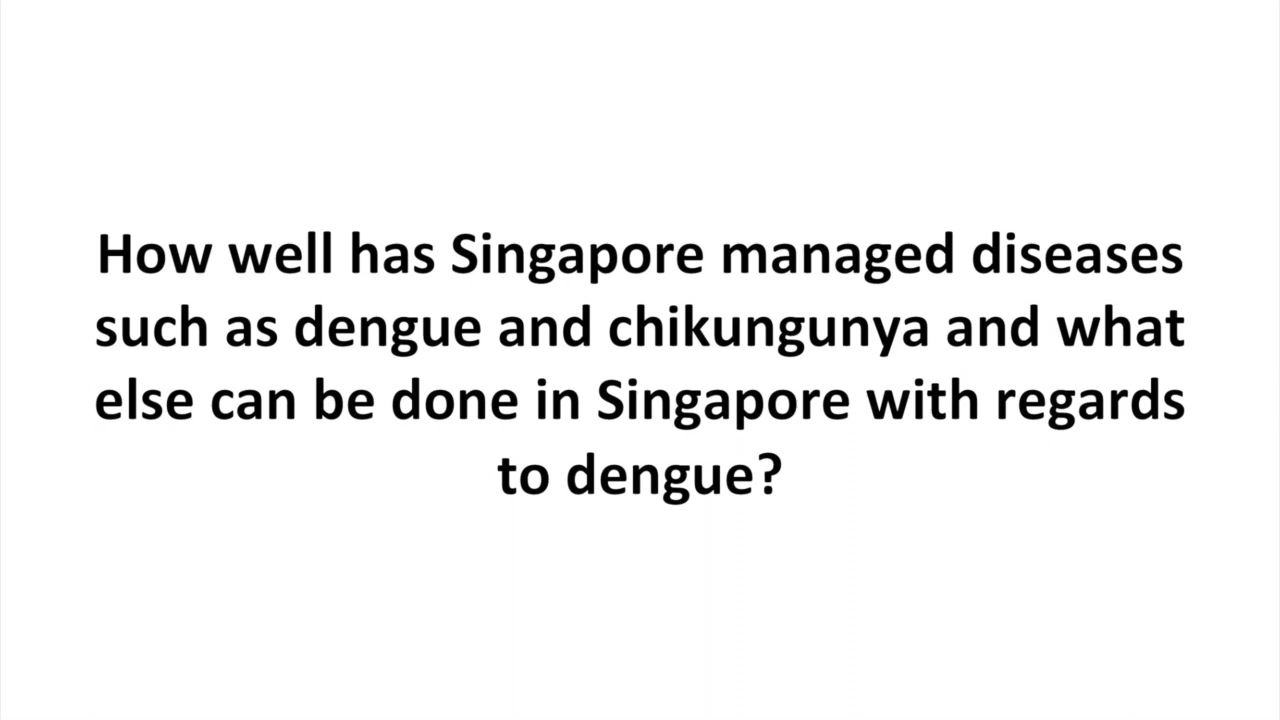 How well has Singapore managed diseases
such as dengue and chikungunya and what
else can be done in Singapore with regards
to dengue?